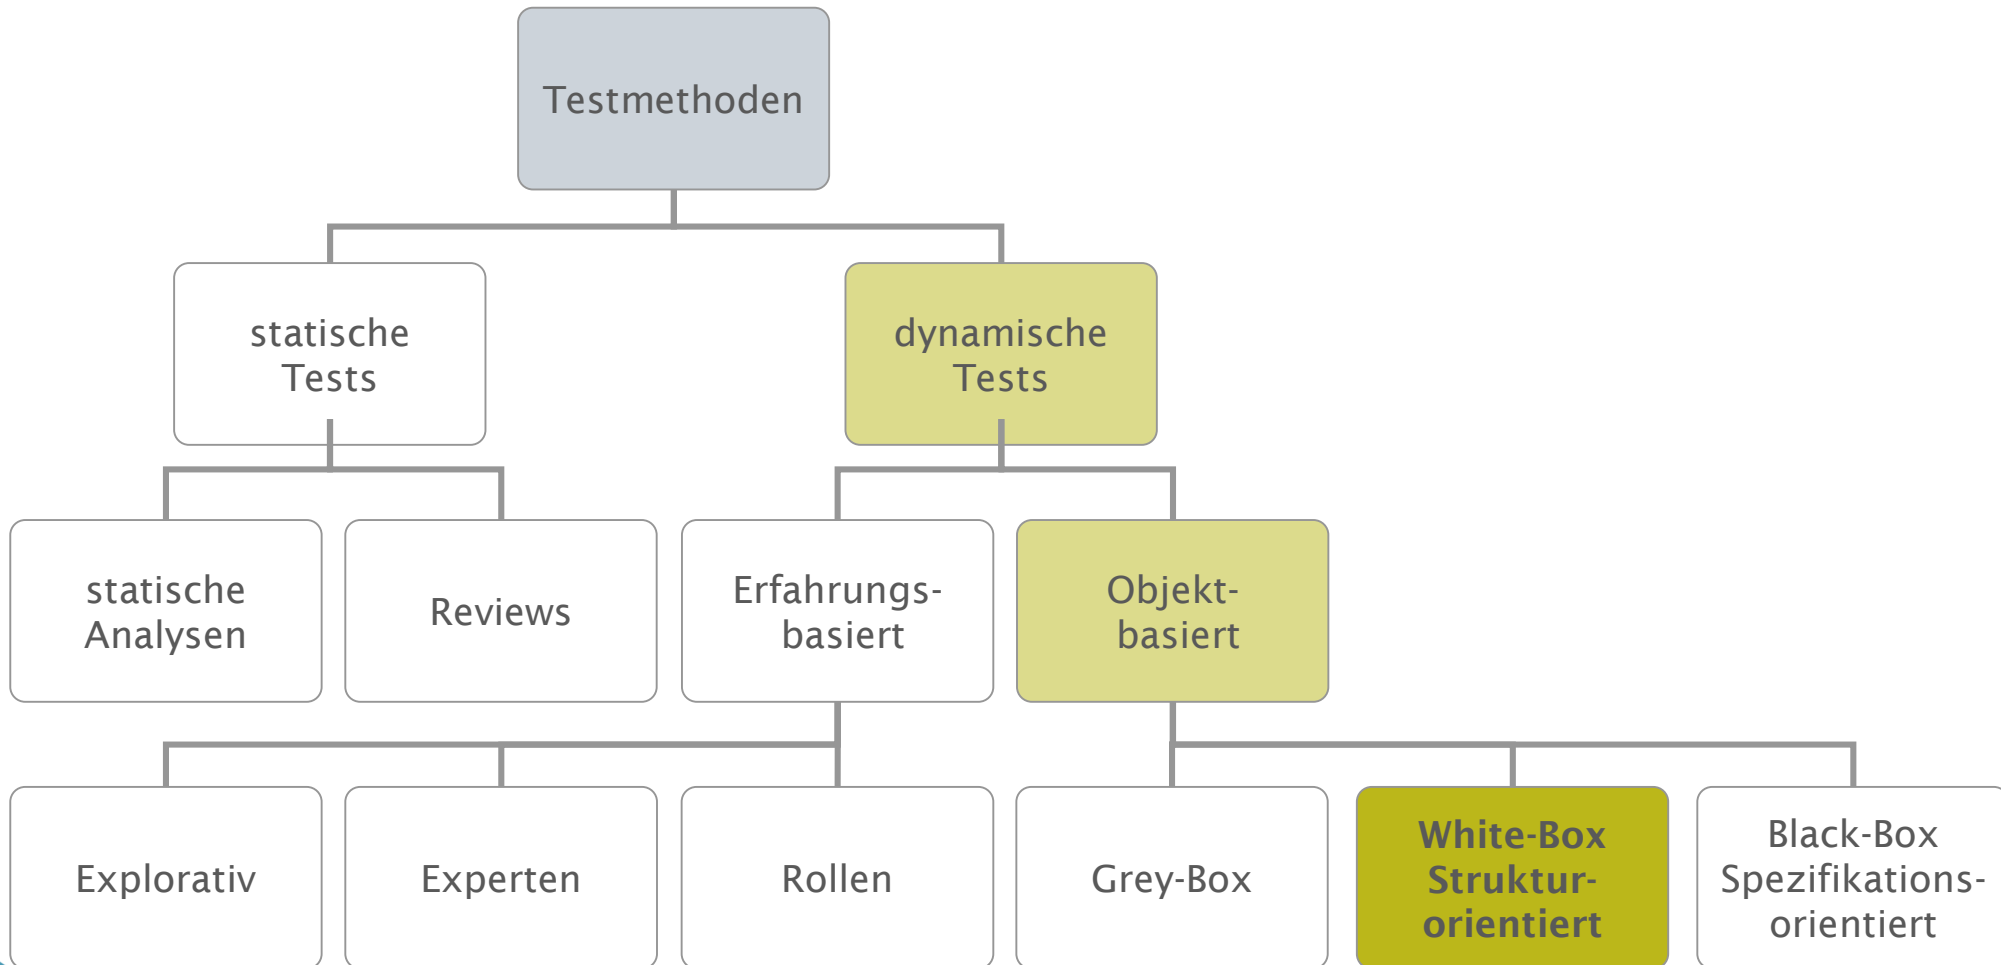 Testmethoden
statische
Tests
dynamische
Tests
statische
Analysen
Reviews
Erfahrungs-
basiert
Objekt-
basiert
Explorativ
Experten
Rollen
Grey-Box
White-Box
Struktur-
orientiert
Black-Box
Spezifikations-
orientiert